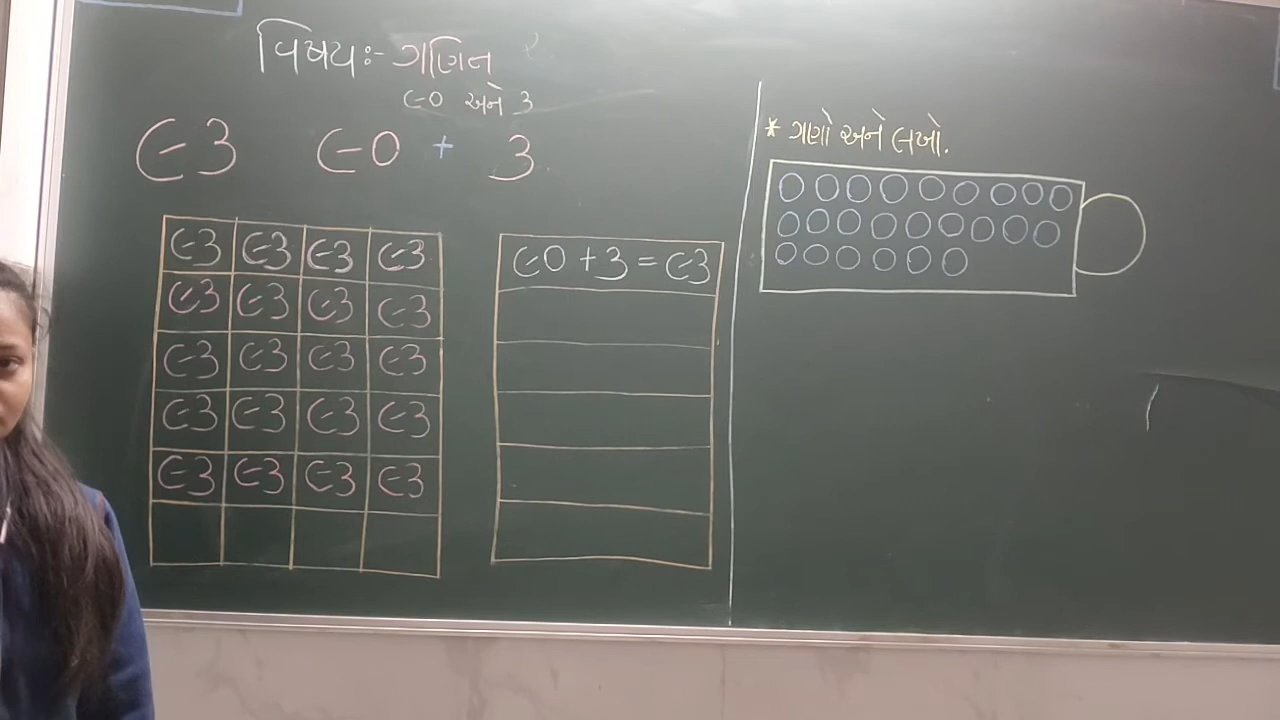 વિષયઃ- ગણિત
૯૦ અને ૩
૯૩ ૯૦ + ૩
૯૩ ૯૩ ૯૩ ૯૩
૯૩ ૯૩ ૯૩ ૯૩
૯૩ ૯૩ ૯૩ ૯૩
૯૩ ૯૩ ૯૩ ૯૩
૯૩ ૯૩ ૯૩ ૯૩
૯૦ + ૩ = ૯૩
* ગણો અને લખો.